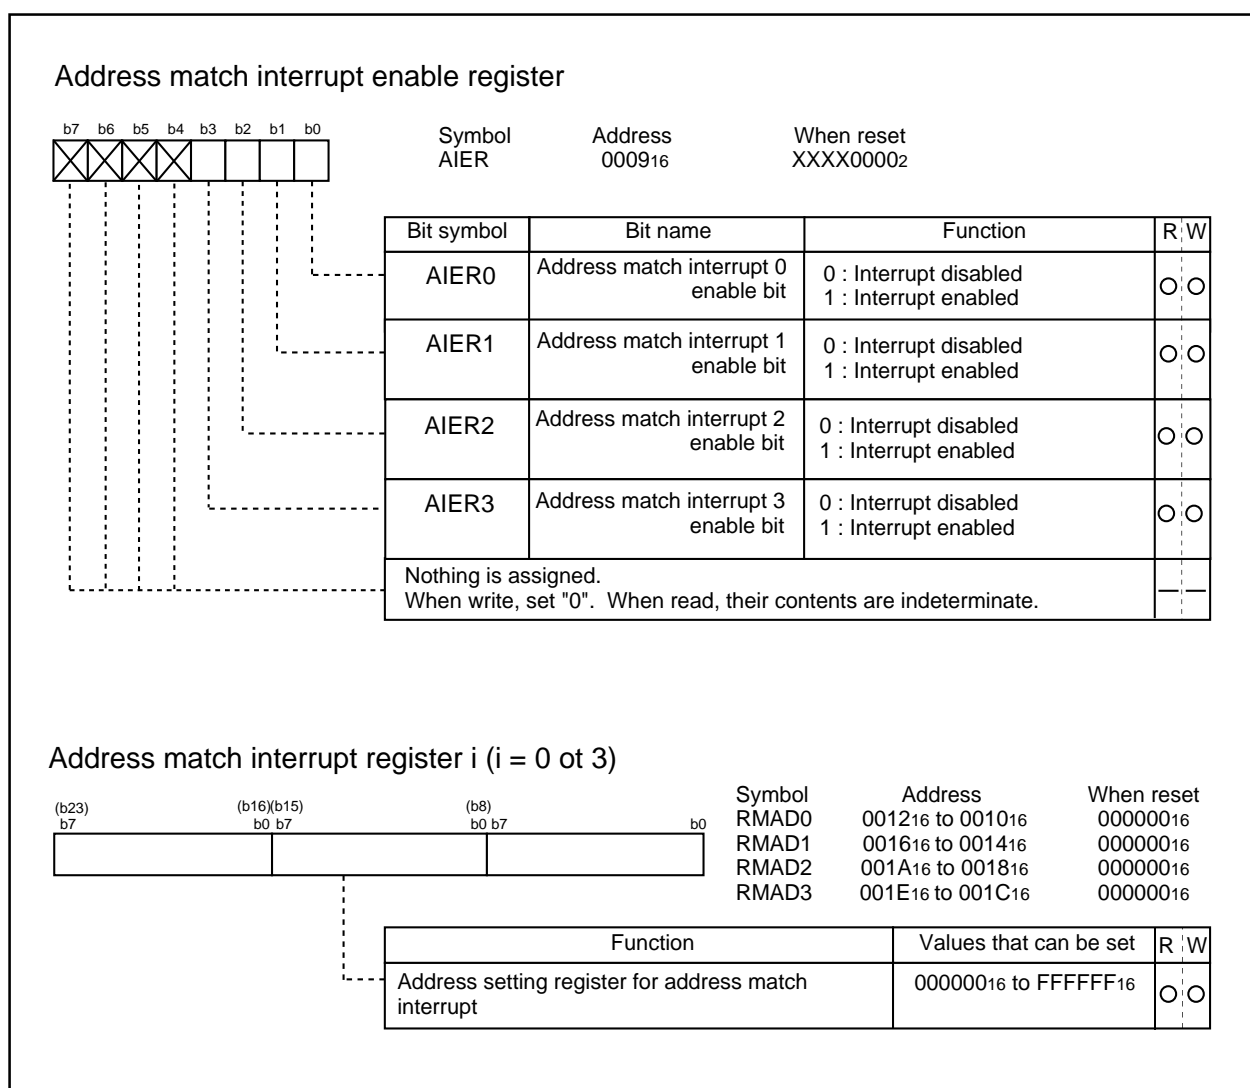 Address match interrupt enable register
b7 b6 b5 b4 b3 b2 b1 b0
Symbol Address When reset
AIER 000916 XXXX00002
Bit symbol Bit name Function R W
AIER0 Address match interrupt 0 enable bit 0 : Interrupt disabled
1 : Interrupt enabled
AIER1 Address match interrupt 1 enable bit 0 : Interrupt disabled
1 : Interrupt enabled
AIER2 Address match interrupt 2 enable bit 0 : Interrupt disabled
1 : Interrupt enabled
AIER3 Address match interrupt 3 enable bit 0 : Interrupt disabled
1 : Interrupt enabled
Nothing is assigned.
When write, set "0". When read, their contents are indeterminate.
Address match interrupt register i (i = 0 ot 3)
(b23) (b16)(b15) (b8)
b7 b0 b7 b0 b7 b0
Symbol Address When reset
RMAD0 001216 to 001016 00000016
RMAD1 001616 to 001416 00000016
RMAD2 001A16 to 001816 00000016
RMAD3 001E16 to 001C16 00000016
Function Values that can be set R W
Address setting register for address match 00000016 to FFFFFF16
interrupt